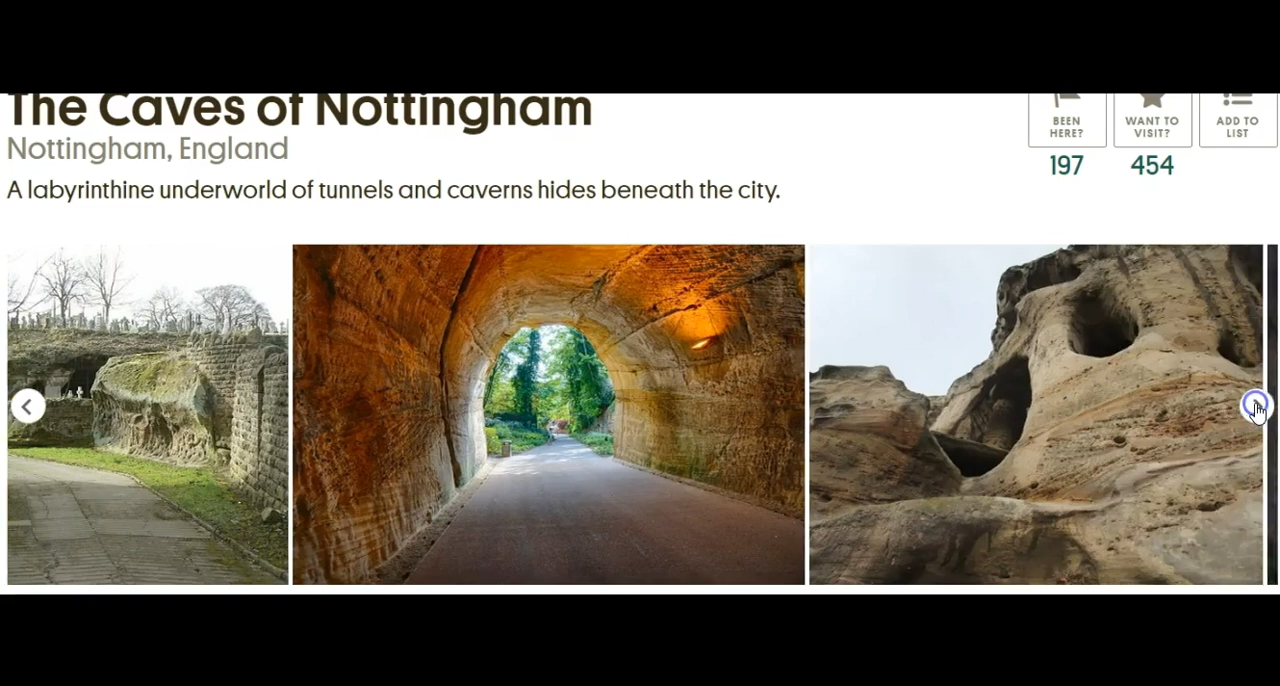 The Caves of Nottingham
Nottingham, England
A labyrinthine underworld of tunnels and caverns hides beneath the city.
BEEN HERE?
197
WANT TO VISIT?
454
ADD TO LIST